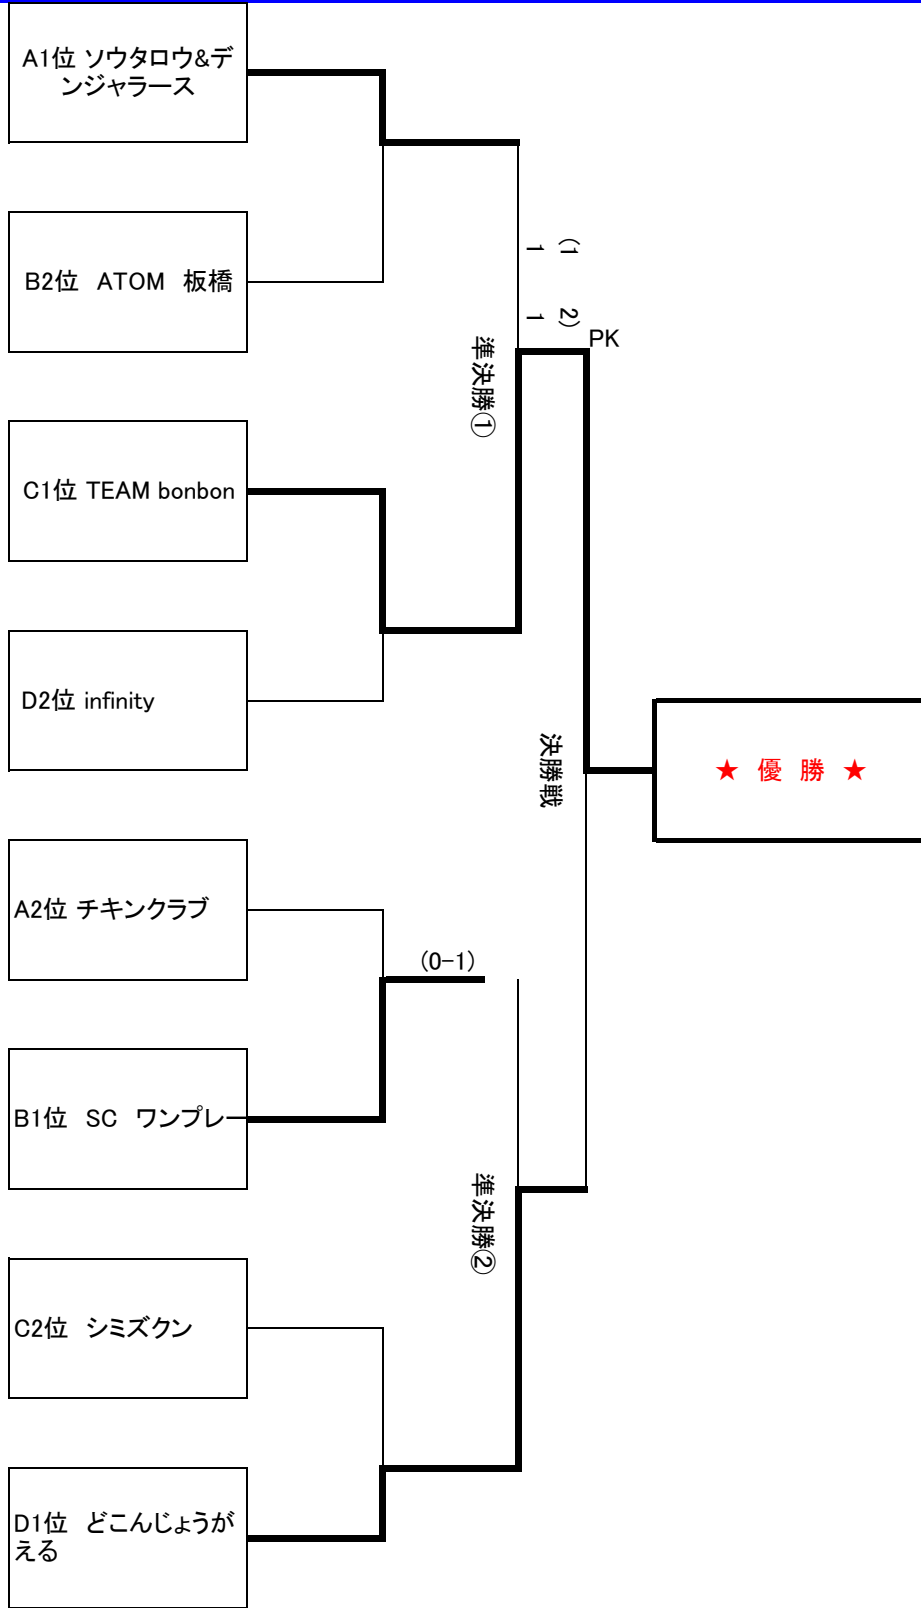 A1位 ソウタロウ&デ
ンジャラース
B2位 ATOM 板橋
1 (1
1 2)
PK
準決勝①
C1位 TEAM bonbon
D2位 infinity
決勝戦
★ 優 勝 ★
A2位 チキンクラブ
(0-1)
B1位 SC ワンプレー
準決勝②
C2位 シミズクン
D1位 どこんじょうが
える